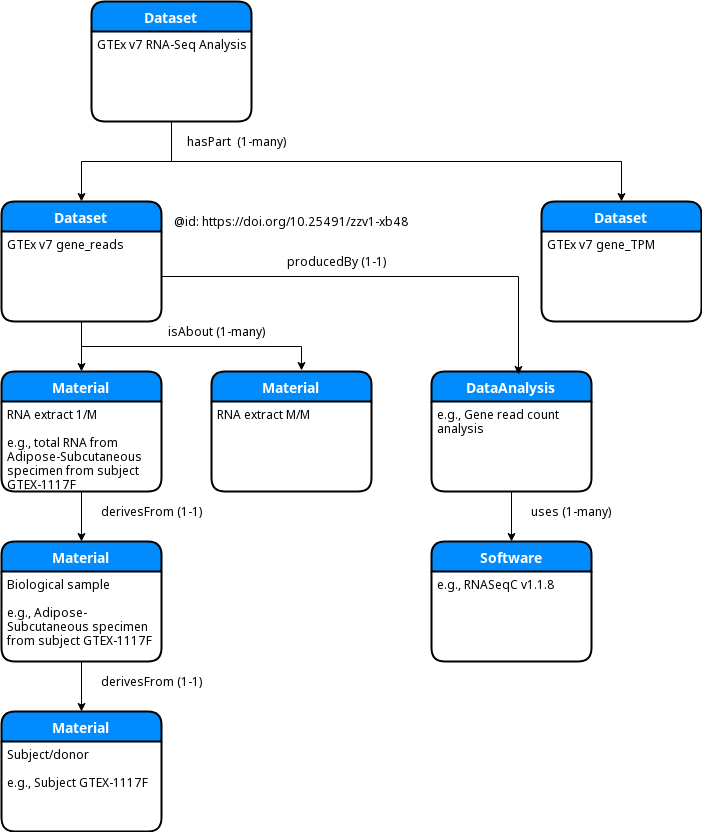 Dataset
GTEx v7 RNA-Seq Analysis
hasPart (1-many)
Dataset
GTEx v7 gene_reads
@id: https://doi.org/10.25491/zzv1-xb48
Dataset
GTEx v7 gene_TPM
producedBy (1-1)
isAbout (1-many)
Material
RNA extract 1/M
e.g., total RNA from
Adipose-Subcutaneous
specimen from subject
GTEX-1117F
Material
RNA extract M/M
DataAnalysis
e.g., Gene read count
analysis
derivesFrom (1-1)
uses (1-many)
Material
Biological sample
e.g., Adipose-
Subcutaneous specimen
from subject GTEX-1117F
Software
e.g., RNASeqC v1.1.8
derivesFrom (1-1)
Material
Subject/donor
e.g., Subject GTEX-1117F